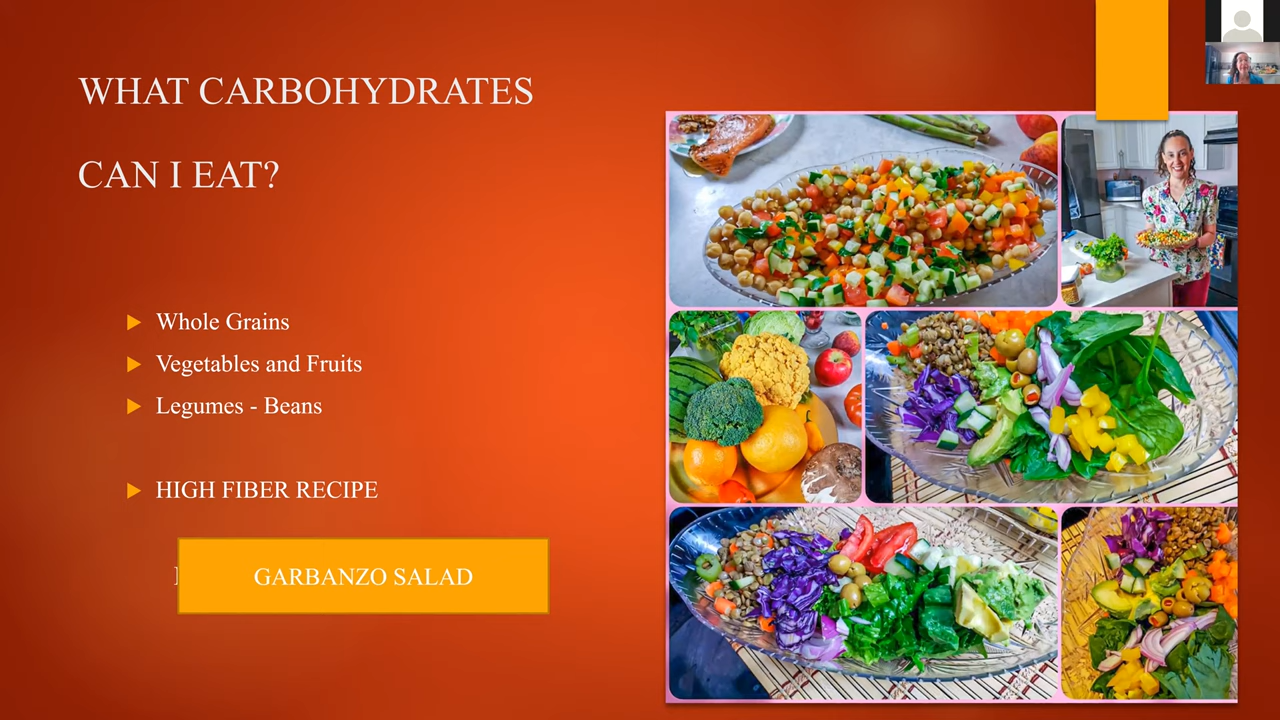 WHAT CARBOHYDRATES
CAN I EAT?
Whole Grains
Vegetables and Fruits
Legumes - Beans
HIGH FIBER RECIPE
GARBANZO SALAD